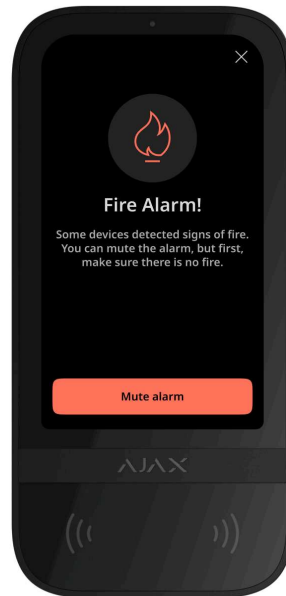 Fire Alarm!
Some devices detected signs of fire.
You can mute the alarm, but first,
make sure there is no fire.
Mute alarm
AJAX